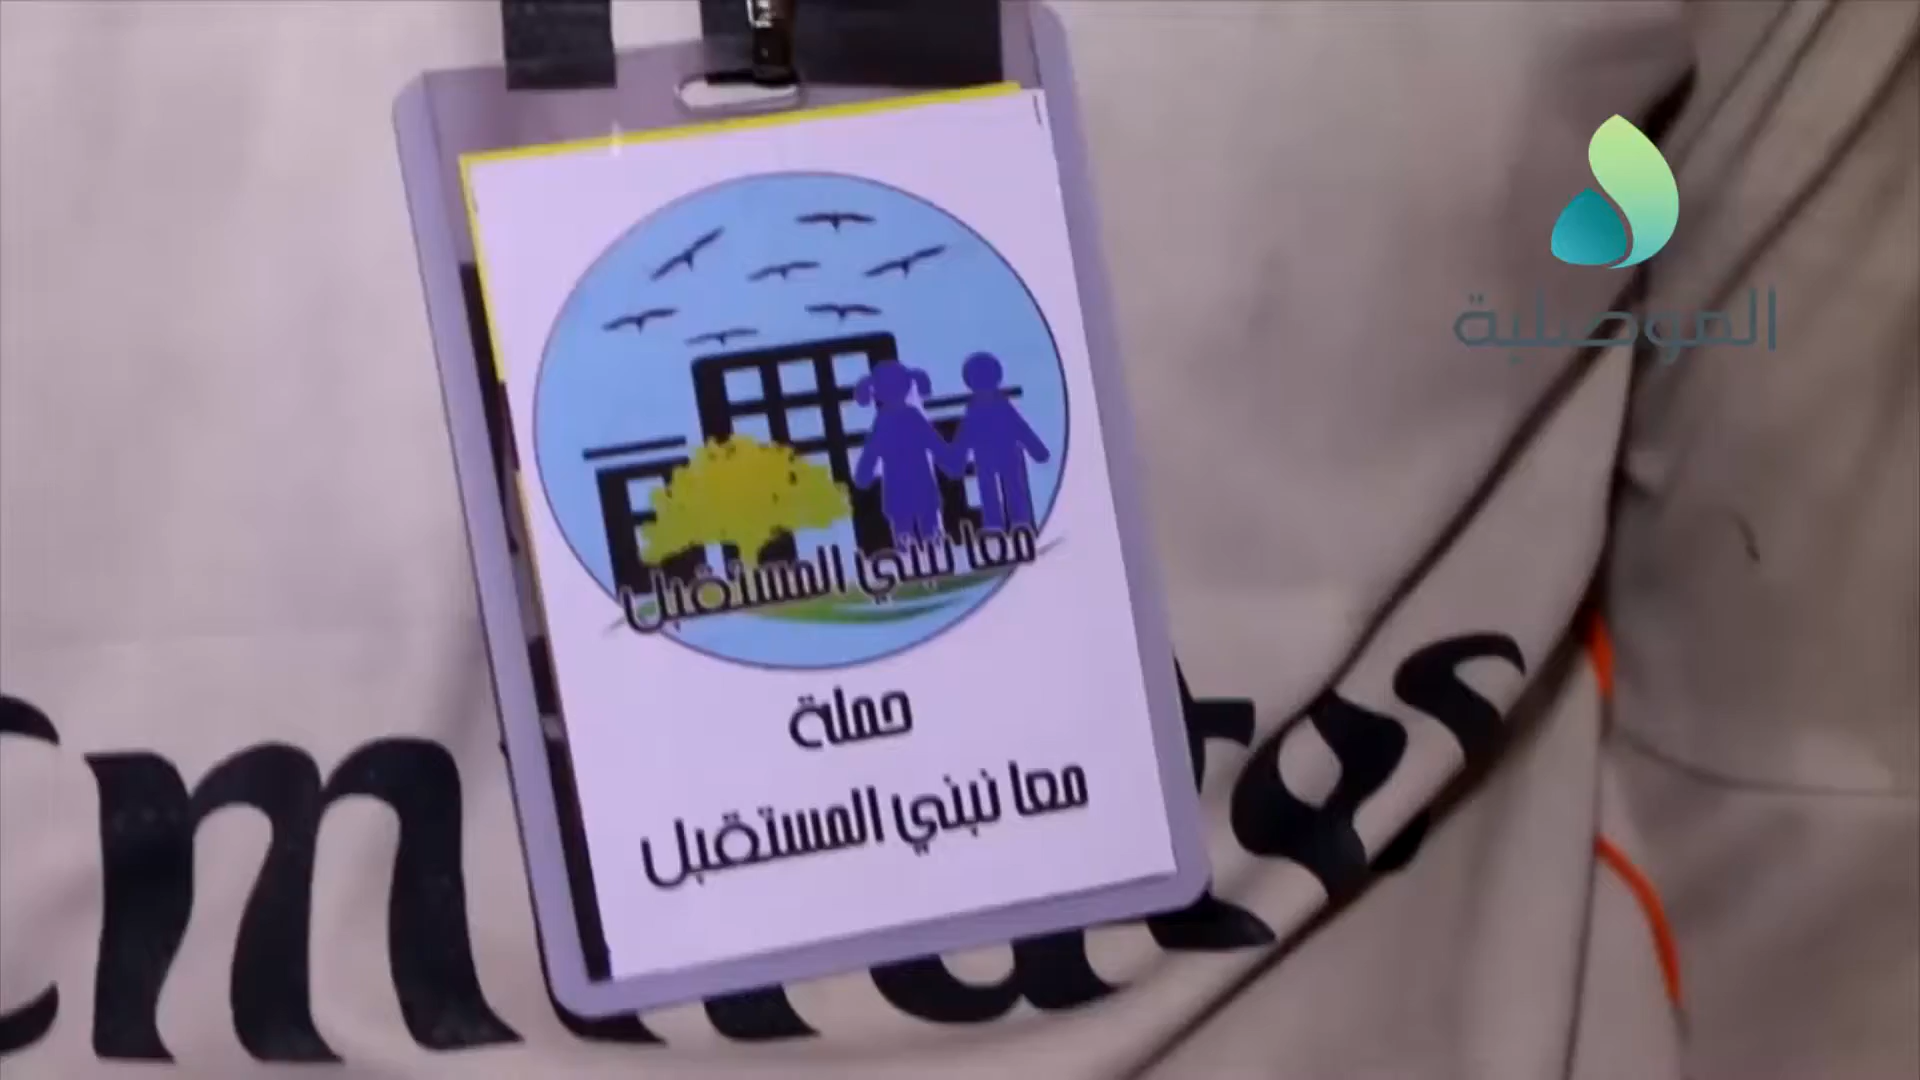 الموصلية
معا نبني المستقبل
حملة
معا نبني المستقبل